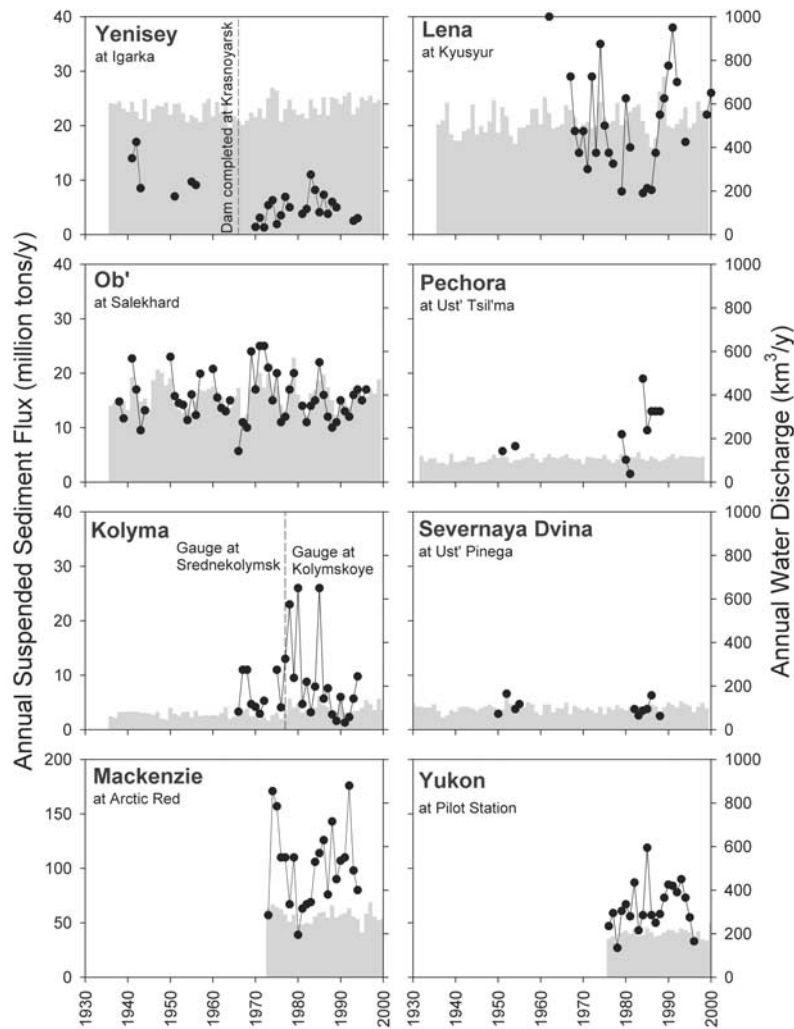 Annual Suspended Sediment Flux (million tons/y)
Annual Water Discharge (km³/y)
Yenisey
at Igarka
Dam completed at Krasnoyarsk
40
30
20
10
0
Lena
at Kyusyur
1000
800
600
400
200
0
Ob'
at Salekhard
40
30
20
10
0
Pechora
at Ust' Tsil'ma
1000
800
600
400
200
0
Kolyma
Gauge at
Srednekolymsk
Gauge at
Kolymskoye
40
30
20
10
0
Severnaya Dvina
at Ust' Pinega
1000
800
600
400
200
0
Mackenzie
at Arctic Red
200
150
100
50
0
1930
1940
1950
1960
1970
1980
1990
2000
Yukon
at Pilot Station
1000
800
600
400
200
0
1930
1940
1950
1960
1970
1980
1990
2000